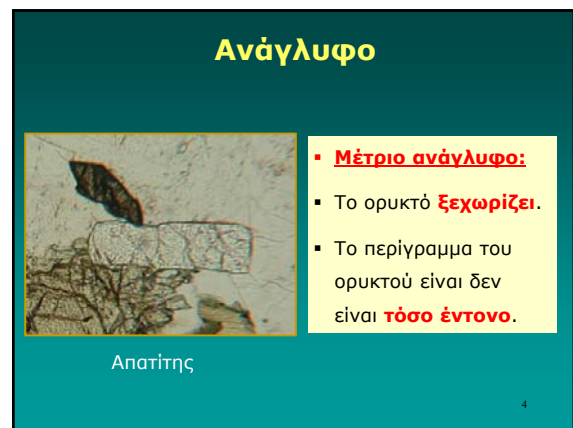 Ανάγλυφο
▪ Μέτριο ανάγλυφο:
▪ Το ορυκτό ξεχωρίζει.
▪ Το περίγραμμα του
ορυκτού είναι δεν
είναι τόσο έντονο.
Απατίτης
4